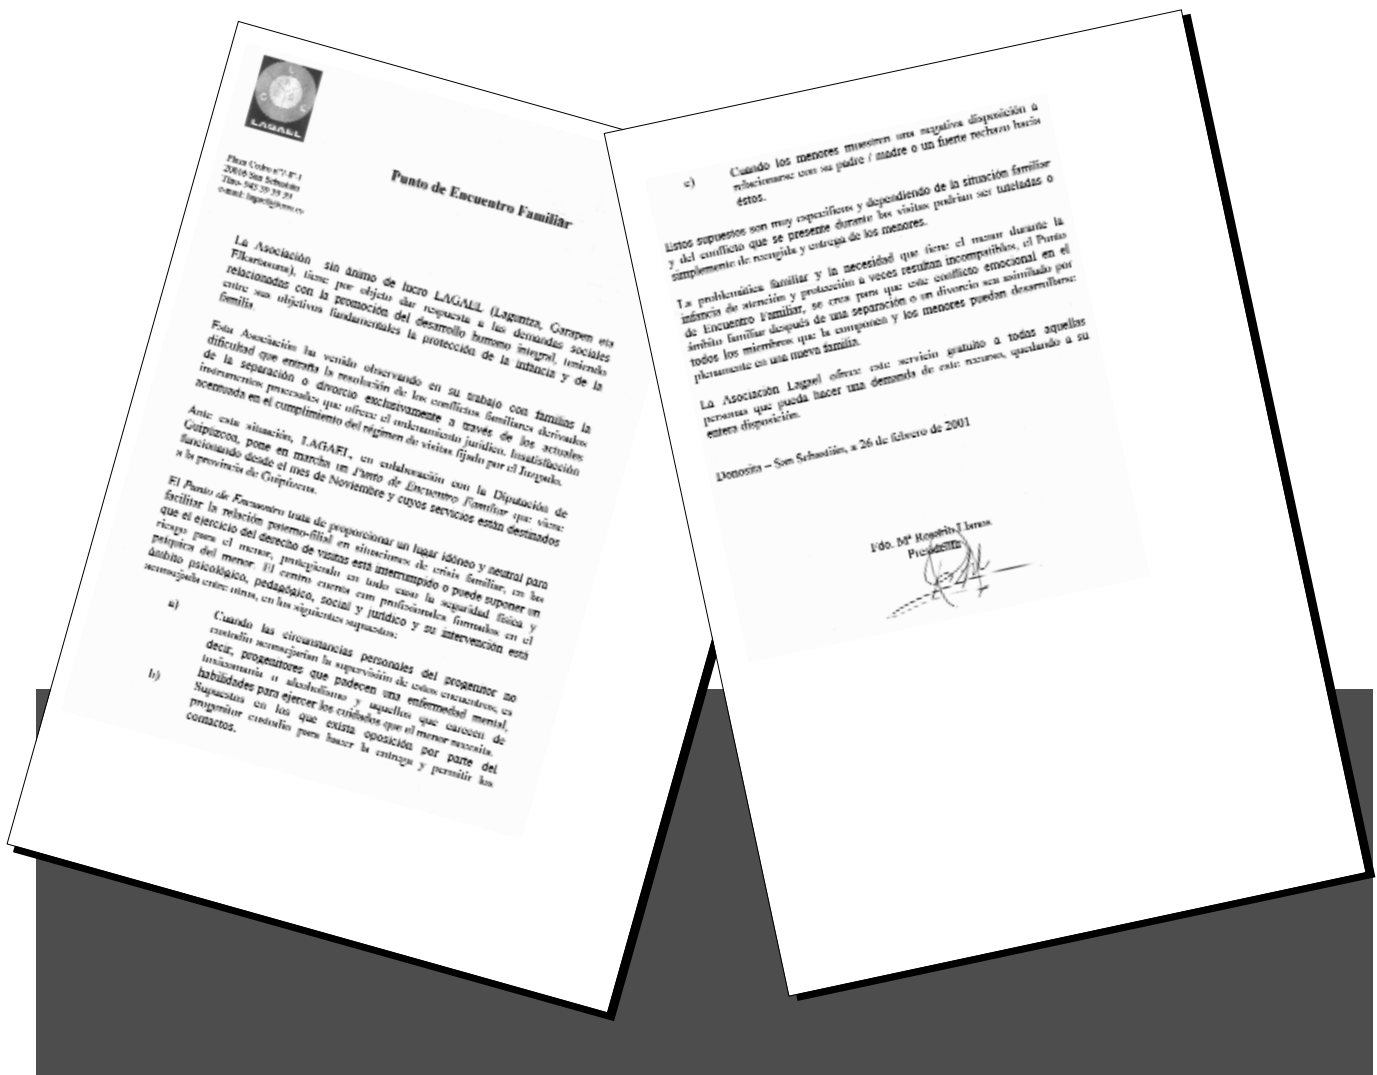 LAGAEL
20016 San Sebastián
Punto de Encuentro Familiar
La Asociación sin ánimo de lucro LAGAEL (Laguntza, Garapen eta
Elkartasuna), tiene por objeto dar respuesta a las demandas sociales
relacionadas con la promoción del desarrollo humano integral, teniendo
entre sus objetivos fundamentales la protección de la infancia y de la
familia.
Esta Asociación ha venido observando en su trabajo con familias la
dificultad que entraña la resolución de los conflictos familiares derivados
de la separación o divorcio exclusivamente a través de los actuales
instrumentos procesales que ofrece el ordenamiento jurídico. Insatisfacción
acentuada en el cumplimiento del régimen de visitas fijado por el Juzgado.
Ante esta situación, LAGAEL, en colaboración con la Diputación de
Guipúzcoa, pone en marcha un Punto de Encuentro Familiar que viene
funcionando desde el mes de Noviembre y cuyos servicios están destinados
a la provincia de Guipúzcoa.
El Punto de Encuentro trata de proporcionar un lugar idóneo y neutral para
facilitar la relación paterno-filial en situaciones de crisis familiar, en las
que el ejercicio del derecho de visitas está interrumpido o puede suponer un
riesgo para el menor, protegiendo en todo caso la seguridad física y
psíquica del menor. El centro cuenta con profesionales formados en el
ámbito psicológico, pedagógico, social y jurídico y su intervención está
aconsejada entre otros, en los siguientes supuestos:
a) Cuando las circunstancias personales del progenitor no
custodio aconsejarían la supervisión de estos encuentros, es
decir, progenitores que padecen una enfermedad mental,
toxicomanía o alcoholismo y aquellos que carecen de
habilidades para ejercer los cuidados que el menor necesita.
b) Supuestos en los que exista oposición por parte del
progenitor custodio para hacer la entrega y permitir los
contactos.
c) Cuando los menores muestren una negativa disposición a
relacionarse con su padre / madre o un fuerte rechazo hacia
éstos.
Estos supuestos son muy específicos y dependiendo de la situación familiar
y del conflicto que se presente durante las visitas podrían ser tuteladas o
simplemente de recogida y entrega de los menores.
La problemática familiar y la necesidad que tiene el menor durante la
infancia de atención y protección a veces resultan incompatibles, el Punto
de Encuentro Familiar, se crea para que este conflicto emocional en el
ámbito familiar después de una separación o un divorcio sea asimilado por
todos los miembros que la componen y los menores puedan desarrollarse
plenamente en una nueva familia.
La Asociación Lagael ofrece este servicio gratuito a todas aquellas
personas que pueda hacer una demanda de este recurso, quedando a su
entera disposición.
Donostia – San Sebastián, a 26 de febrero de 2001
Fdo. Mª Rosario Llanos
Presidenta